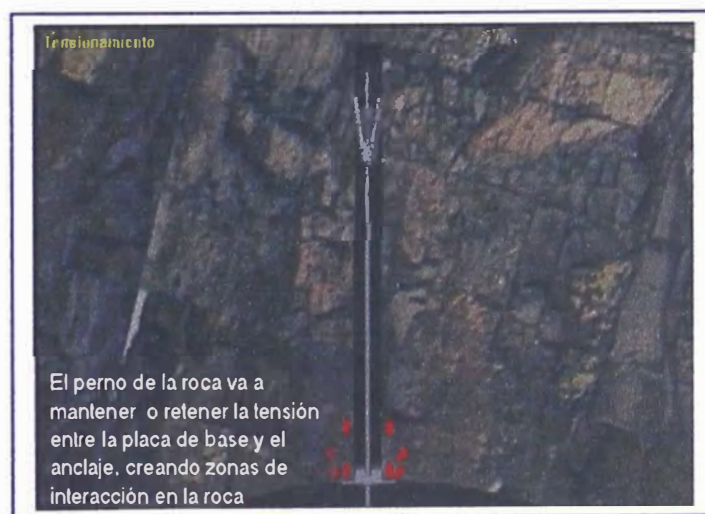 Tensionamiento
El perno de la roca va a
mantener o retener la tensión
entre la placa de base y el
anclaje, creando zonas de
interacción en la roca